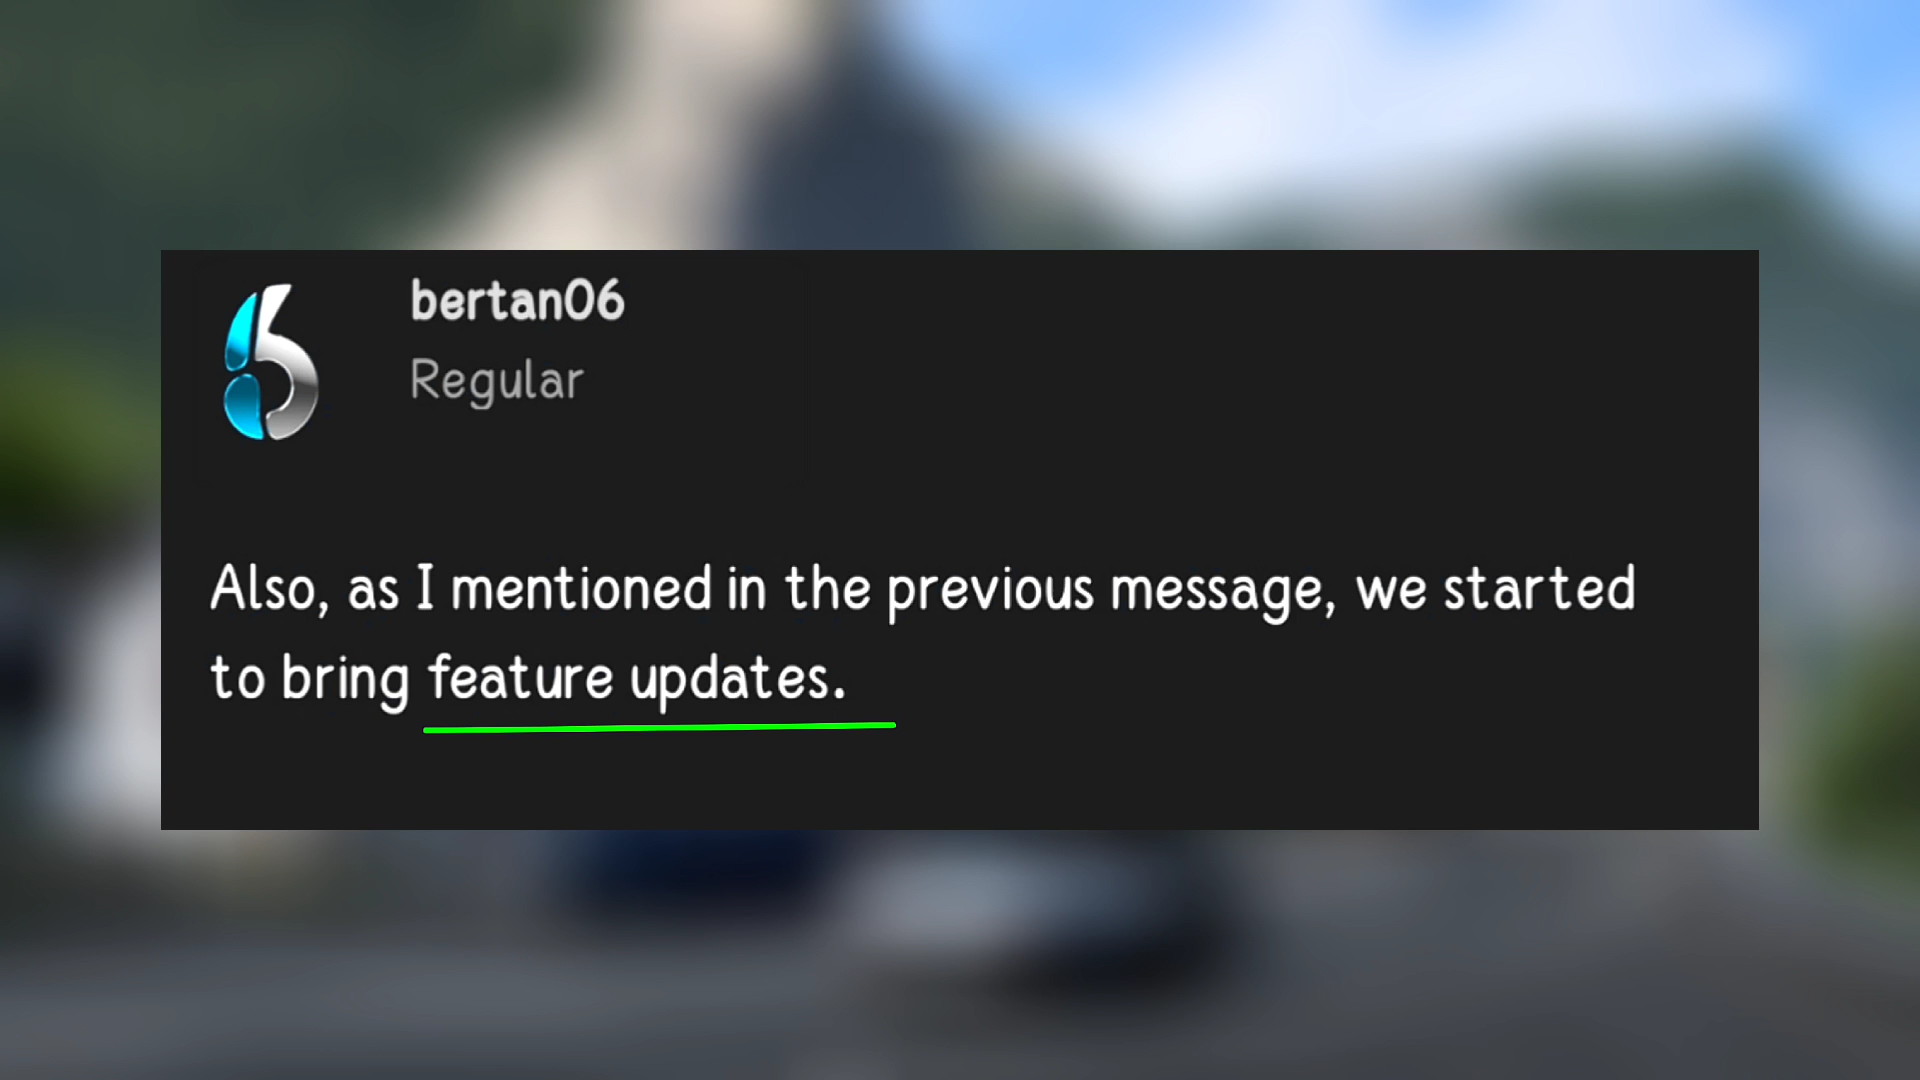 bertan06
Regular
Also, as I mentioned in the previous message, we started
to bring feature updates.